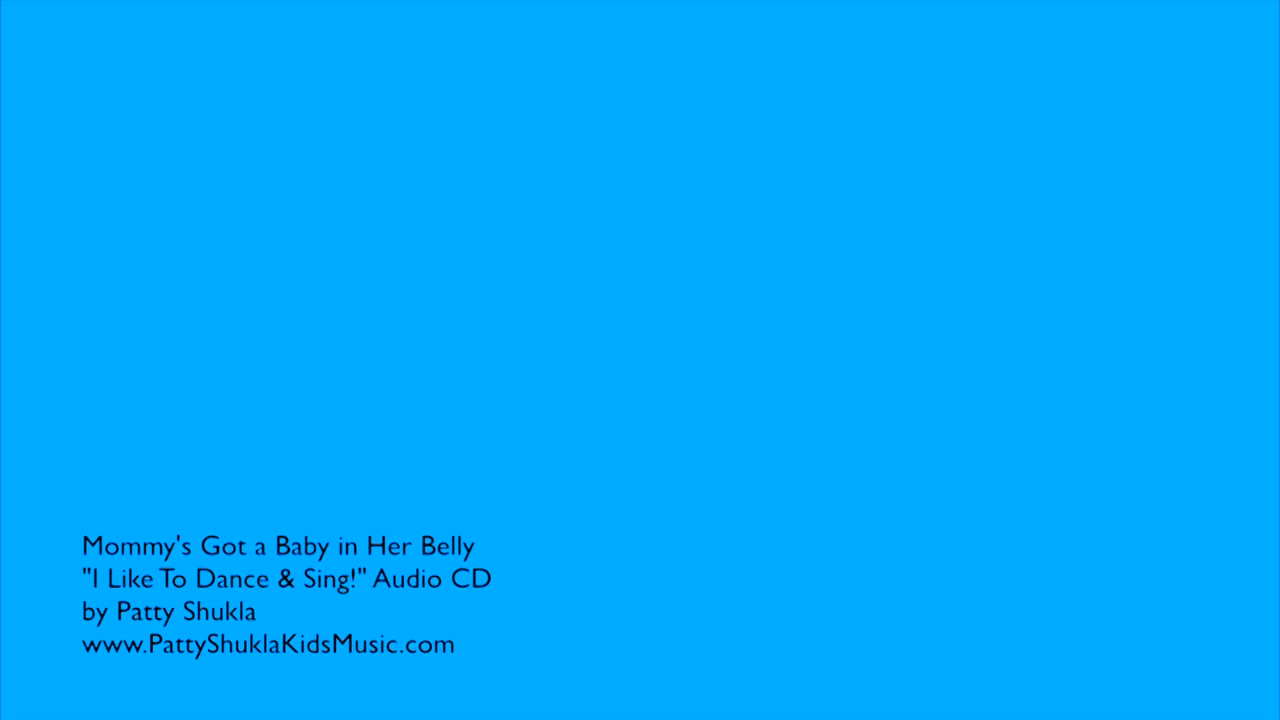 Mommy's Got a Baby in Her Belly
"I Like To Dance & Sing!" Audio CD
by Patty Shukla
www.PattyShuklaKidsMusic.com